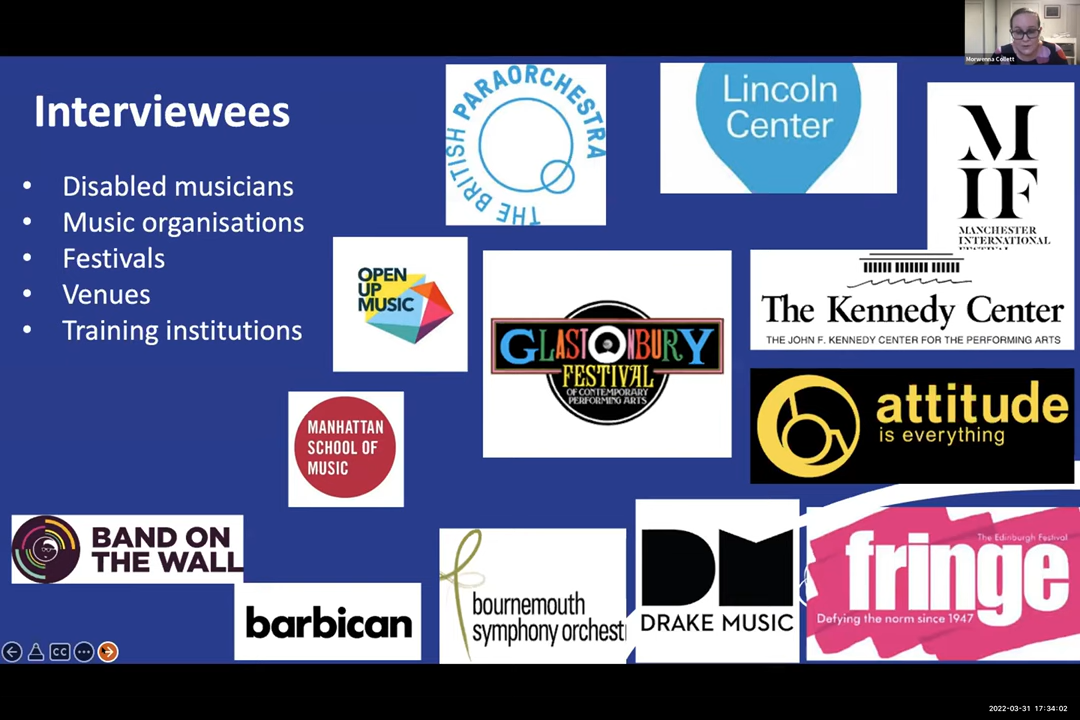 Morwenna Collett
Interviewees
• Disabled musicians
• Music organisations
• Festivals
• Venues
• Training institutions
THE BRITISH PARAORCHESTRA
Lincoln
Center
M
IF
MANCHESTER
INTERNATIONAL
FESTIVAL
OPEN
UP
MUSIC
GLASTONBURY
FESTIVAL
OF CONTEMPORARY
PERFORMING ARTS
The Kennedy Center
THE JOHN F. KENNEDY CENTER FOR THE PERFORMING ARTS
attitude
is everything
MANHATTAN
SCHOOL OF
MUSIC
BAND ON
THE WALL
barbican
bournemouth
symphony orchest
DM
DRAKE MUSIC
The Edinburgh Festival
fringe
Defying the norm since 1947
CC
2022-03-31 17:34:02